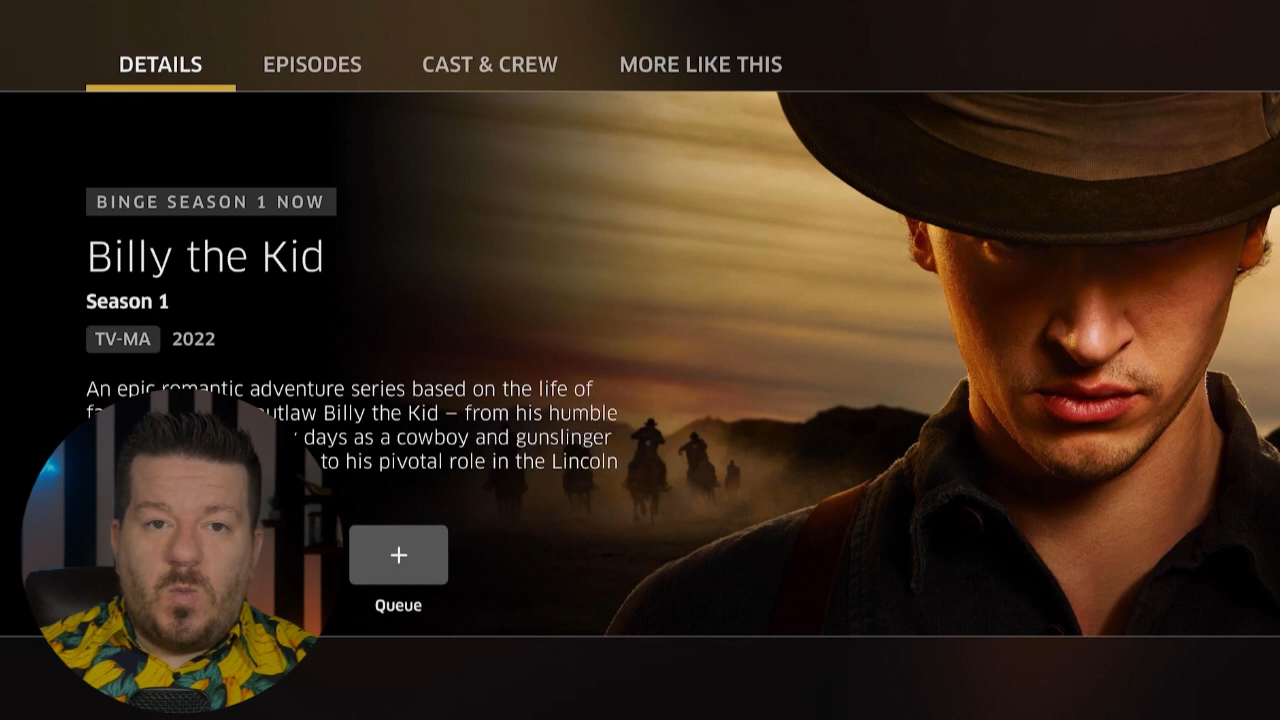 DETAILS EPISODES CAST & CREW MORE LIKE THIS
BINGE SEASON 1 NOW
Billy the Kid
Season 1
TV-MA 2022
An epic romantic adventure series based on the life of
outlaw Billy the Kid – from his humble
days as a cowboy and gunslinger
to his pivotal role in the Lincoln
+
Queue